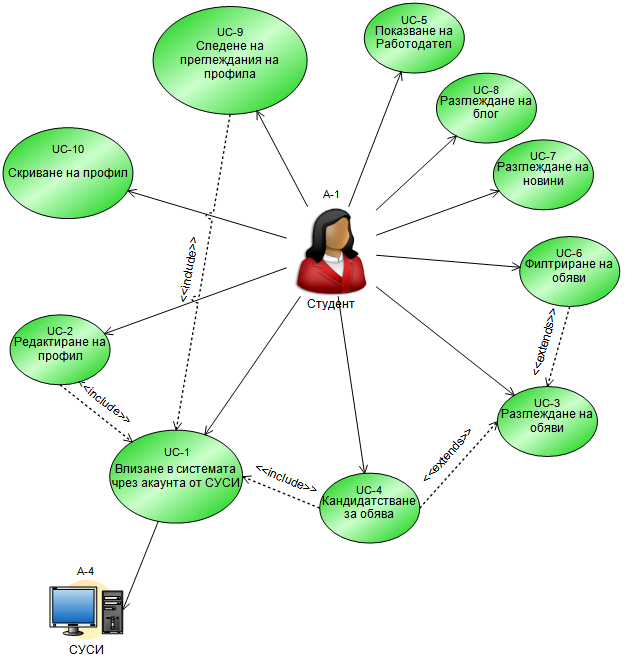 UC-5
Показване на
Работодател
UC-9
Следене на
преглеждания на
профила
UC-8
Разглеждане на
блог
UC-10
Скриване на профил
UC-7
Разглеждане на
новини
A-1
Студент
UC-6
Филтриране на
обяви
<<include>>
UC-2
Редактиране на
профил
<<extends>>
<<include>>
UC-3
Разглеждане на
обяви
UC-1
Впизане в системата
чрез акаунта от СУСИ
<<include>>
<<extends>>
UC-4
Кандидатстване
за обява
A-4
СУСИ